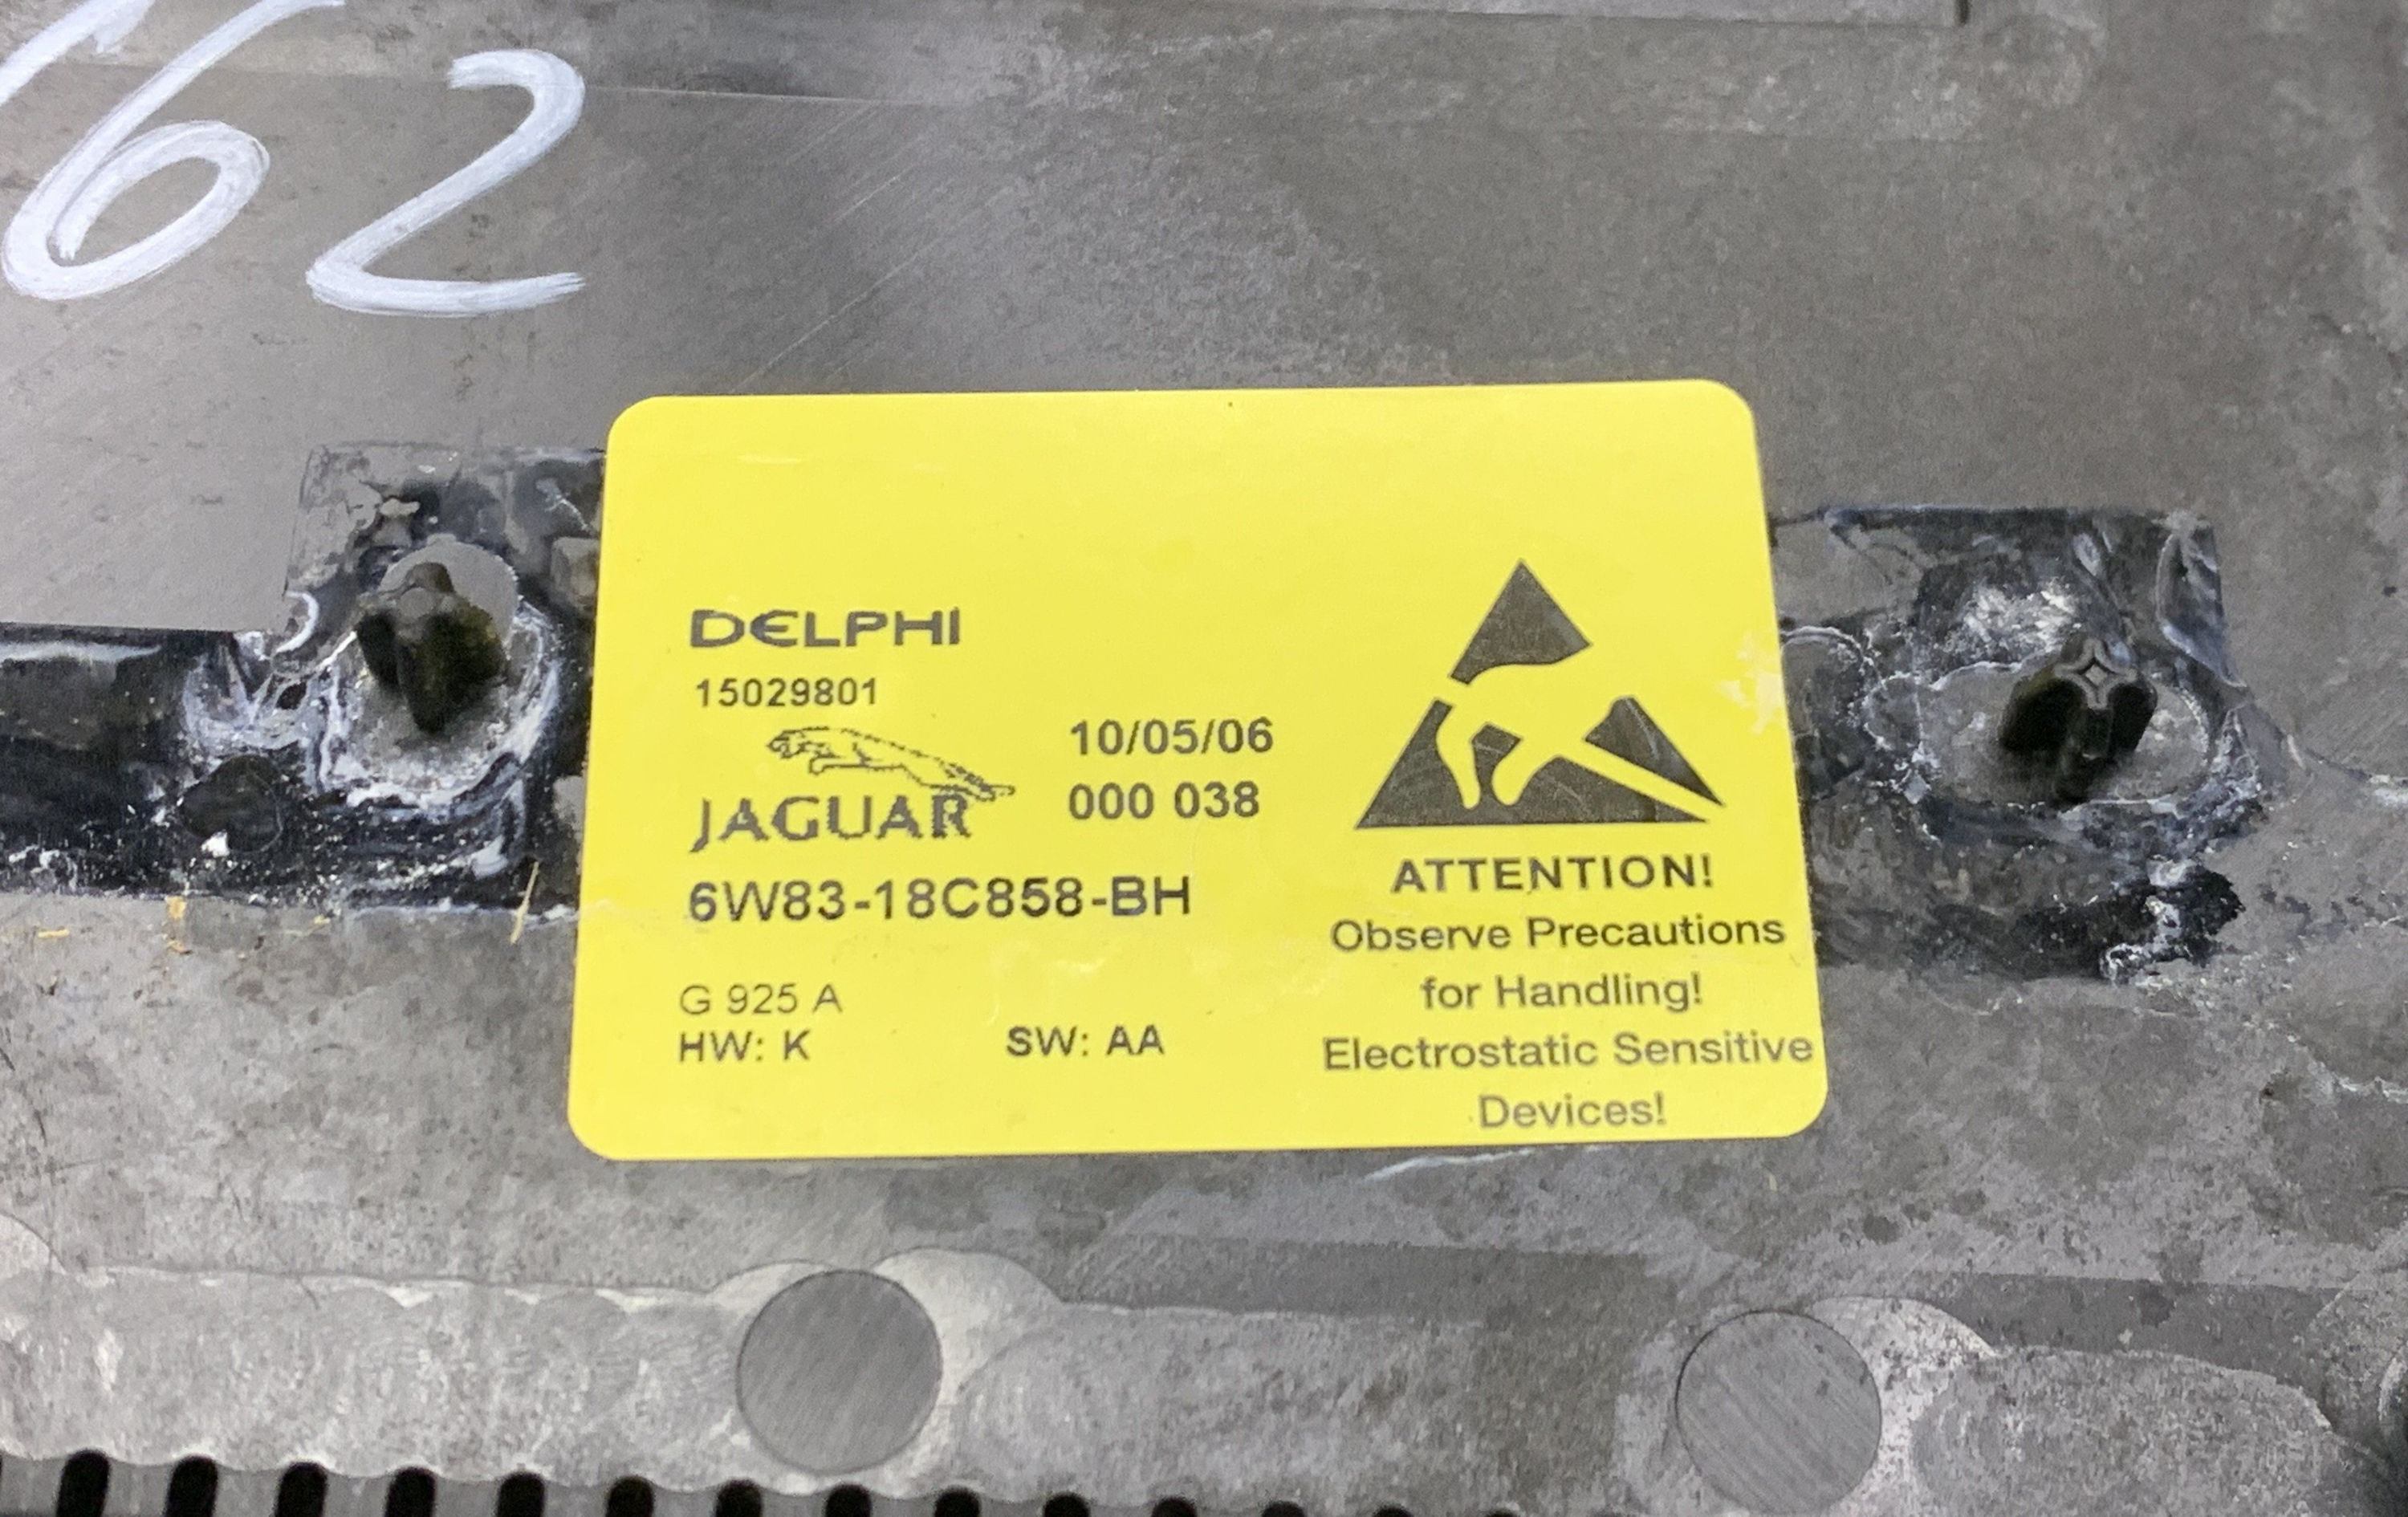 62
DELPHI
15029801
JAGUAR
10/05/06
000 038
6W83-18C858-BH
G 925 A
HW: K
SW: AA
ATTENTION!
Observe Precautions
for Handling!
Electrostatic Sensitive
Devices!